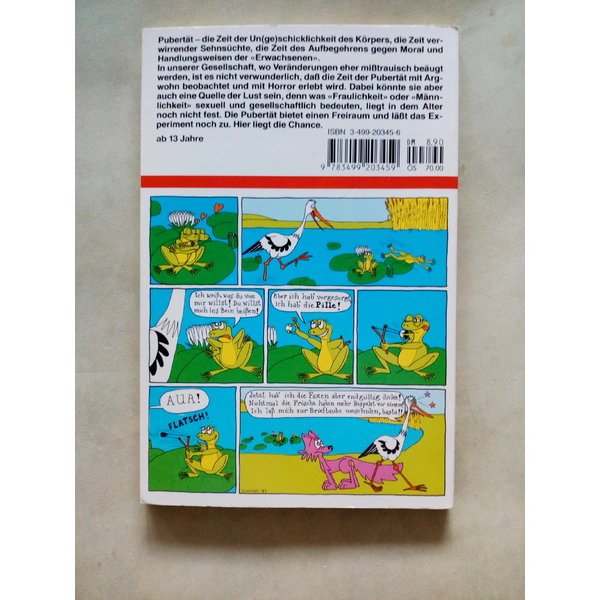 Pubertät – die Zeit der Un(ge)schicklichkeit des Körpers, die Zeit ver-
wirrender Sehnsüchte, die Zeit des Aufbegehrens gegen Moral und
Handlungsweisen der «Erwachsenen».
In unserer Gesellschaft, wo Veränderungen eher mißtrauisch beäugt
werden, ist es nicht verwunderlich, daß die Zeit der Pubertät mit Arg-
wohn beobachtet und mit Horror erlebt wird. Dabei könnte sie aber
auch eine Quelle der Lust sein, denn was «Fraulichkeit» oder «Männ-
lichkeit» sexuell und gesellschaftlich bedeuten, liegt in dem Alter
noch nicht fest. Die Pubertät bietet einen Freiraum und läßt das Ex-
periment noch zu. Hier liegt die Chance.
ab 13 Jahre
ISBN 3-499-20345-6
DM 8.90
9 783499 203459
ÖS 70.00
Ich weiß, was du von
mir willst! Du willst
mich ins Bein beißen!
Aber ich hab' vorgesorgt,
ich hab' die Pille!
AUA!
FLATSCH!
Jetzt hab' ich die Faxen aber endgültig dicke!
Nichtmal die Frösche haben mehr Respekt vor einem!
Ich laß mich zur Brieftaube umschulen, basta!!